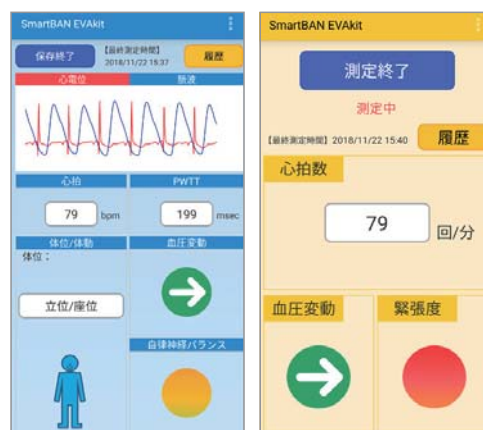 SmartBAN EVAkit
保存終了
【最終測定時間】
2018/11/22 16:37
履歴
心電位
脈波
心拍
PWTT
79 bpm
199 msec
体位/体動
血圧変動
体位：
立位/座位
自律神経バランス
SmartBAN EVAkit
測定終了
測定中
【最終測定時間】 2018/11/22 15:40
履歴
心拍数
79 回/分
血圧変動
緊張度